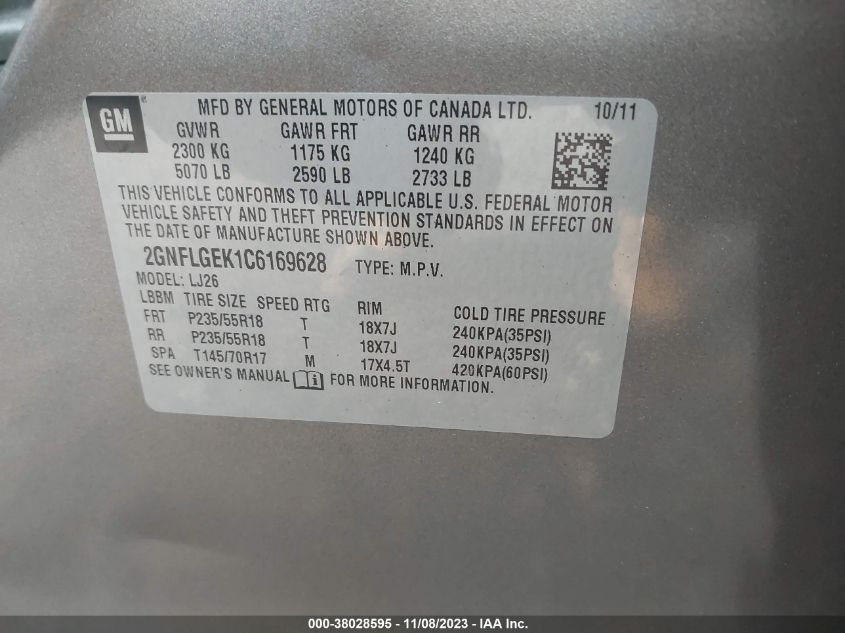 GM
MFD BY GENERAL MOTORS OF CANADA LTD. 10/11
GVWR GAWR FRT GAWR RR
2300 KG 1175 KG 1240 KG
5070 LB 2590 LB 2733 LB
THIS VEHICLE CONFORMS TO ALL APPLICABLE U.S. FEDERAL MOTOR
VEHICLE SAFETY AND THEFT PREVENTION STANDARDS IN EFFECT ON
THE DATE OF MANUFACTURE SHOWN ABOVE.
2GNFLGEK1C6169628 TYPE: M.P.V.
MODEL: LJ26
LBBM TIRE SIZE SPEED RTG RIM COLD TIRE PRESSURE
FRT P235/55R18 T 18X7J 240KPA(35PSI)
RR P235/55R18 T 18X7J 240KPA(35PSI)
SPA T145/70R17 M 17X4.5T 420KPA(60PSI)
SEE OWNER'S MANUAL FOR MORE INFORMATION.
000-38028595 - 11/08/2023 - IAA Inc.